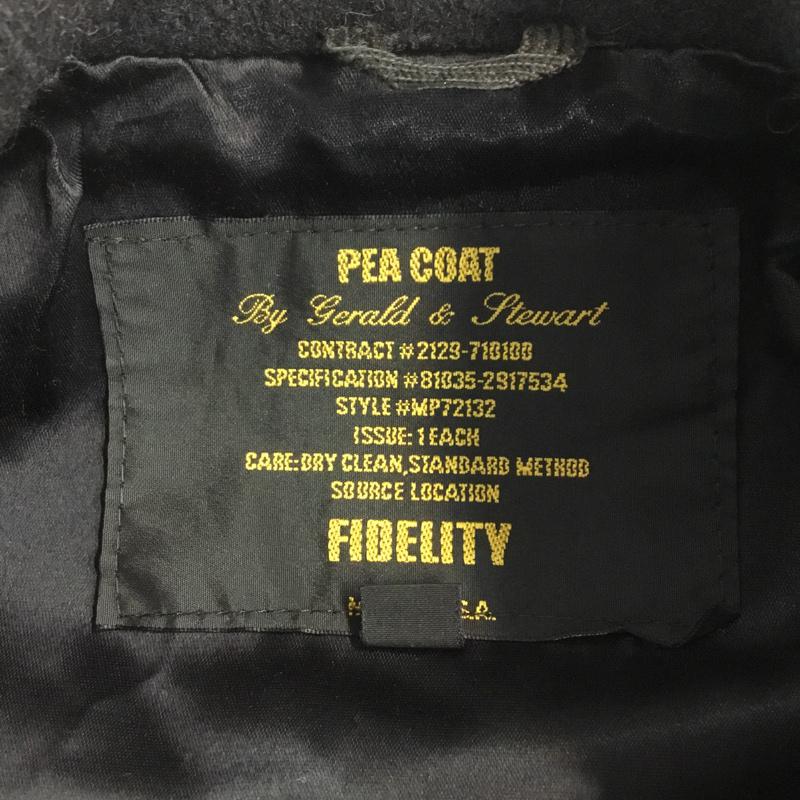 PEA COAT
By Gerald & Stewart
CONTRACT #2129-710100
SPECIFICATION #81035-2917534
STYLE #MP72132
ISSUE: 1 EACH
CARE: DRY CLEAN, STANDARD METHOD
SOURCE LOCATION
FIDELITY